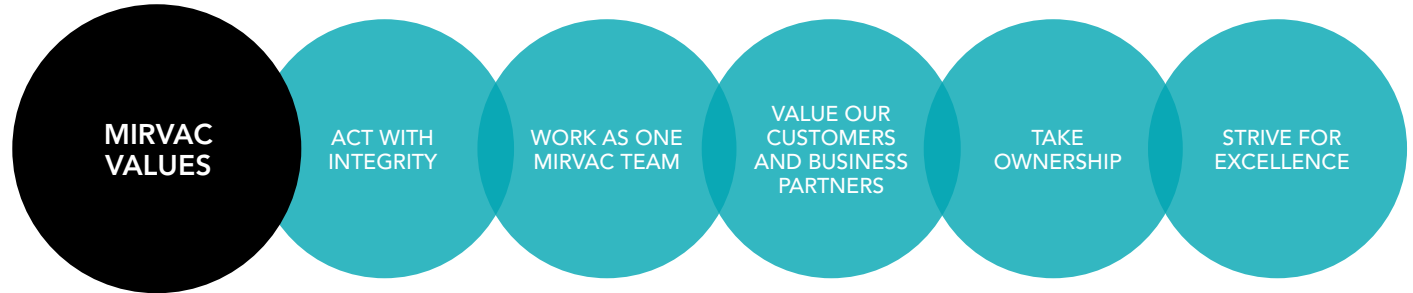 MIRVAC
VALUES
ACT WITH
INTEGRITY
WORK AS ONE
MIRVAC TEAM
VALUE OUR
CUSTOMERS
AND BUSINESS
PARTNERS
TAKE
OWNERSHIP
STRIVE FOR
EXCELLENCE